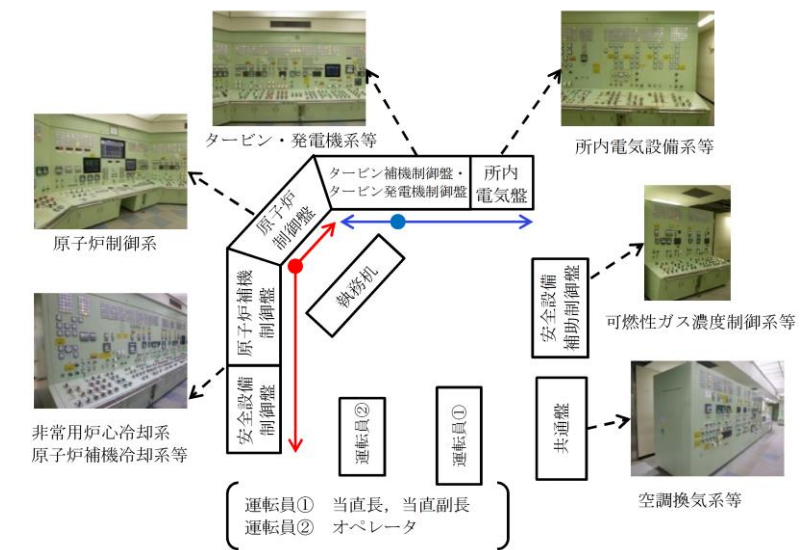 タービン・発電機系等
所内電気設備系等
タービン補機制御盤・
タービン発電機制御盤
所内
電気盤
原子炉
制御盤
原子炉制御系
執務机
原子炉補機
制御盤
安全設備
補助制御盤
可燃性ガス濃度制御系等
安全設備
制御盤
非常用炉心冷却系
原子炉補機冷却系等
運転員②
運転員①
共通盤
空調換気系等
運転員① 当直長,当直副長
運転員② オペレータ